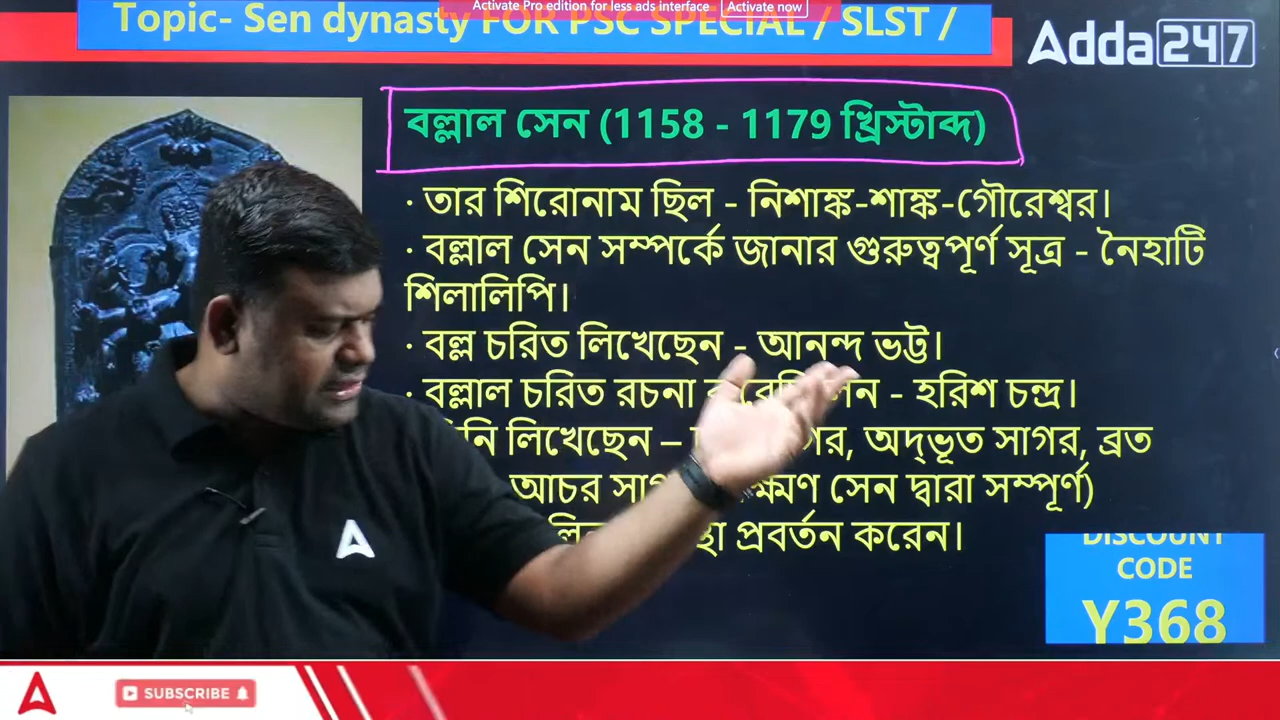 Activate Pro edition for less ads interface Activate now
Topic- Sen dynasty FOR PSC SPECIAL / SLST /
Adda247
বল্লাল সেন (1158 - 1179 খ্রিস্টাব্দ)
· তার শিরোনাম ছিল - নিশাঙ্ক-শাঙ্ক-গৌরেশ্বর।
· বল্লাল সেন সম্পর্কে জানার গুরুত্বপূর্ণ সূত্র - নৈহাটি
শিলালিপি।
· বল্ল চরিত লিখেছেন - আনন্দ ভট্ট।
· বল্লাল চরিত রচনা - হরিশ চন্দ্র।
লিখেছেন – অদ্ভূত সাগর, ব্রত
আচর সেন দ্বারা সম্পূর্ণ)
প্রবর্তন করেন।
DISCOUNT
CODE
Y368
SUBSCRIBE